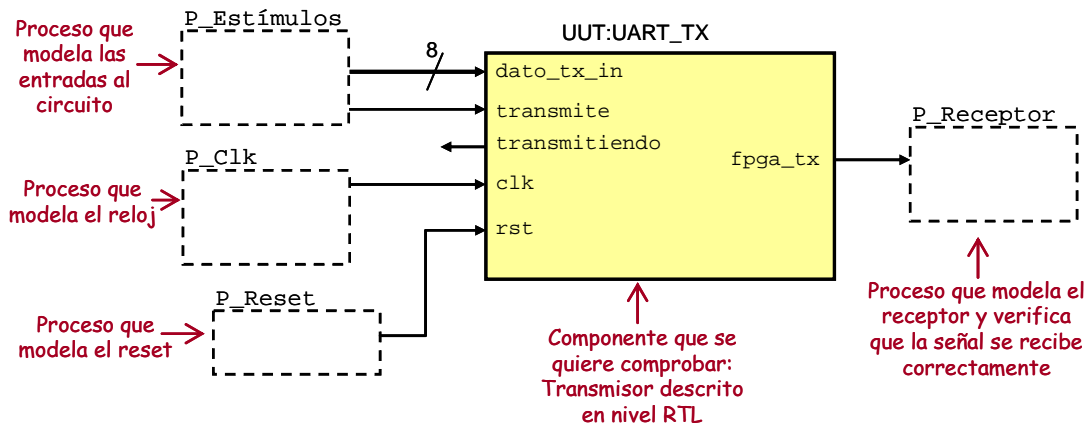 P_Estímulos
Proceso que
modela las
entradas al
circuito
8
UUT:UART_TX
dato_tx_in
transmite
transmitiendo
clk
rst
fpga_tx
P_Receptor
P_Clk
Proceso que
modela el reloj
P_Reset
Proceso que
modela el reset
Componente que se
quiere comprobar:
Transmisor descrito
en nivel RTL
Proceso que modela el
receptor y verifica
que la señal se recibe
correctamente